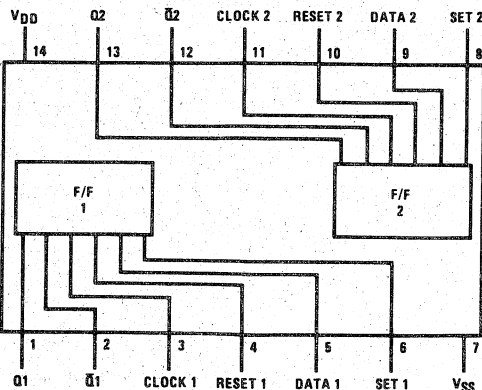 VDD Q2 Q̄2 CLOCK 2 RESET 2 DATA 2 SET 2
14 13 12 11 10 9 8
F/F
1
F/F
2
1 2 3 4 5 6 7
Q1 Q̄1 CLOCK 1 RESET 1 DATA 1 SET 1 VSS